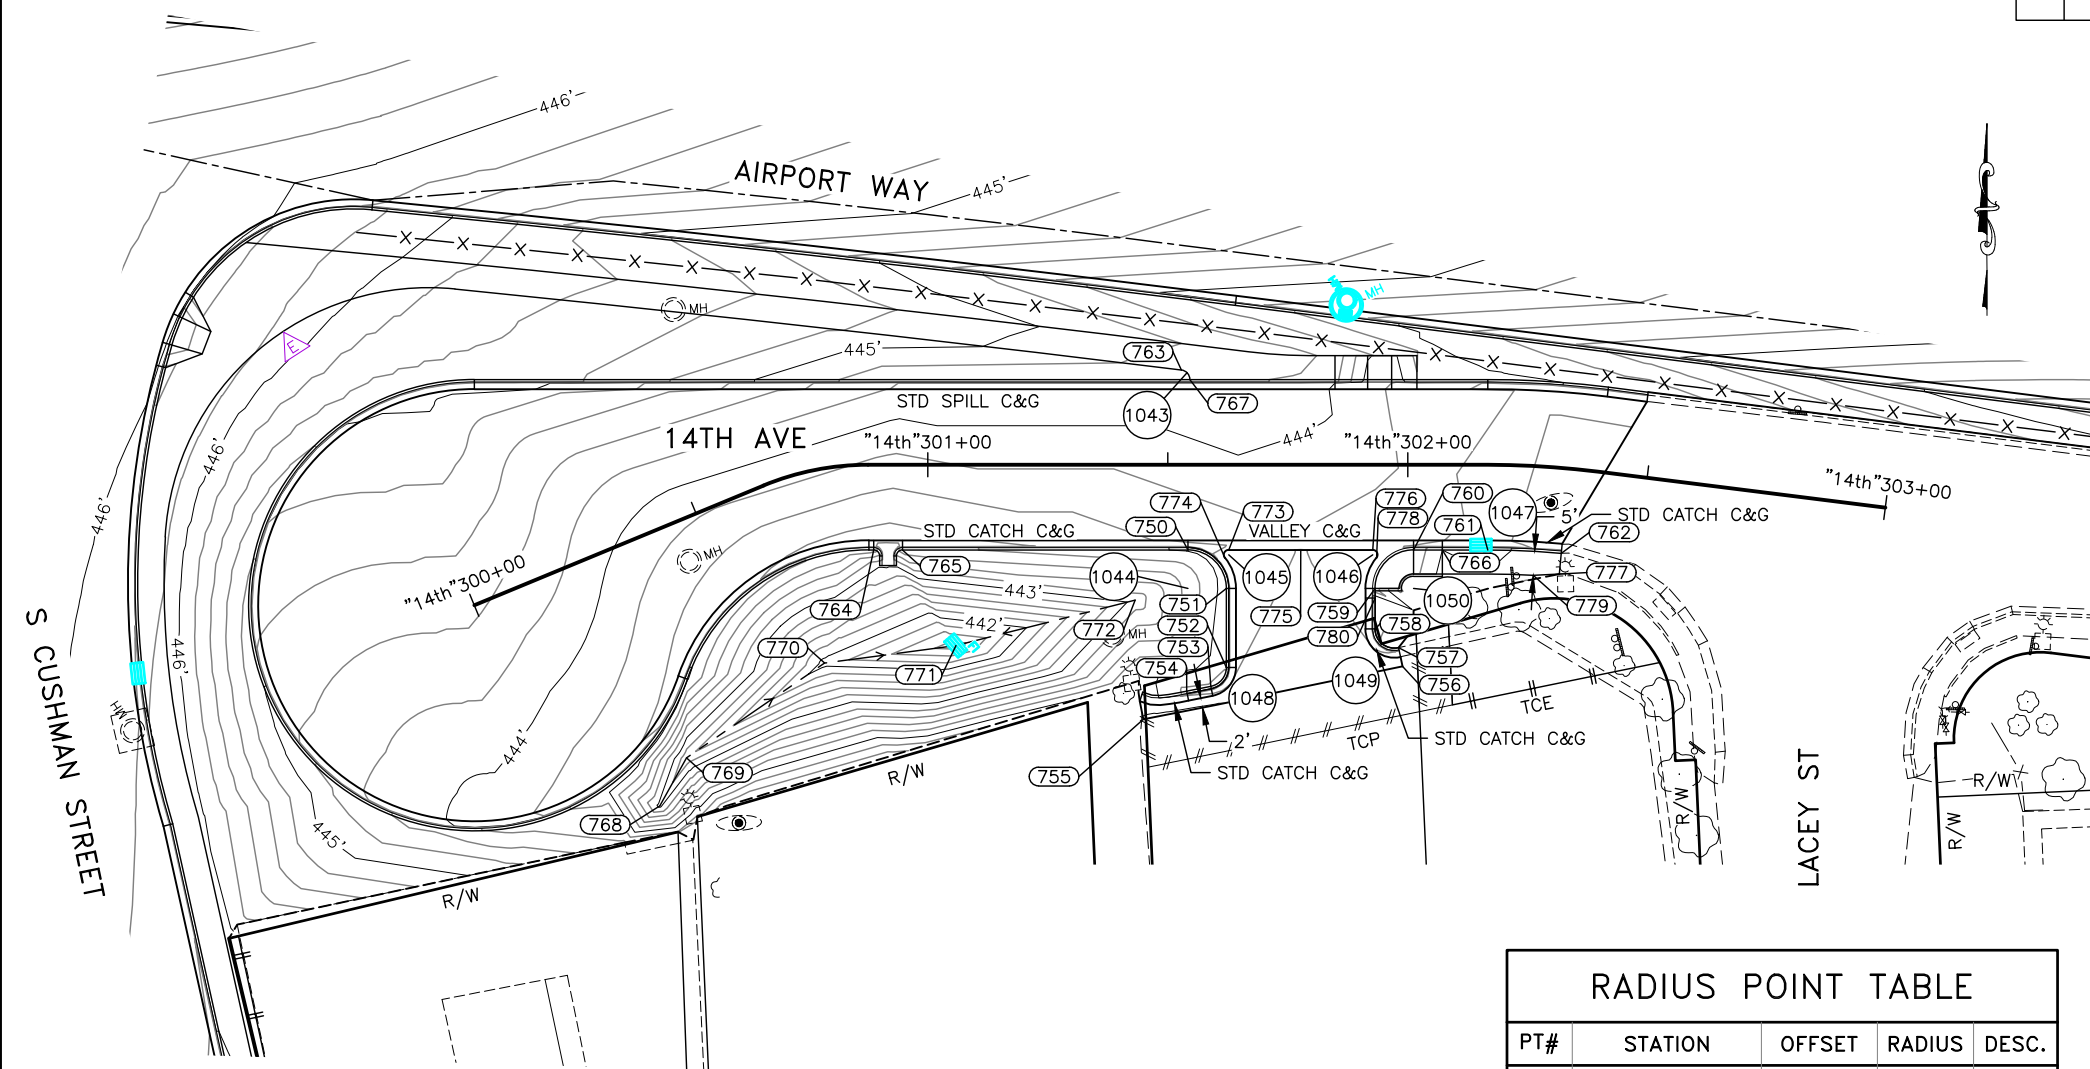 446'
AIRPORT WAY
445'
MH
MH
E
445'
763
STD SPILL C&G
1043
767
14TH AVE
"14th"301+00
444'
"14th"302+00
"14th"303+00
446'
446'
774
773
776
760
1047
5'
STD CATCH C&G
STD CATCH C&G
750
VALLEY C&G
778
761
762
MH
765
1044
1045
1046
766
777
"14th"300+00
443'
764
751
775
759
1050
779
442'
752
780
758
772
MH
753
770
771
754
757
756
S CUSHMAN STREET
446'
MH
1048
1049
TCE
444'
2'
TCP
STD CATCH C&G
769
R/W
755
STD CATCH C&G
768
445'
R/W
R/W
LACEY ST
R/W
R/W
RADIUS POINT TABLE
PT# STATION OFFSET RADIUS DESC.